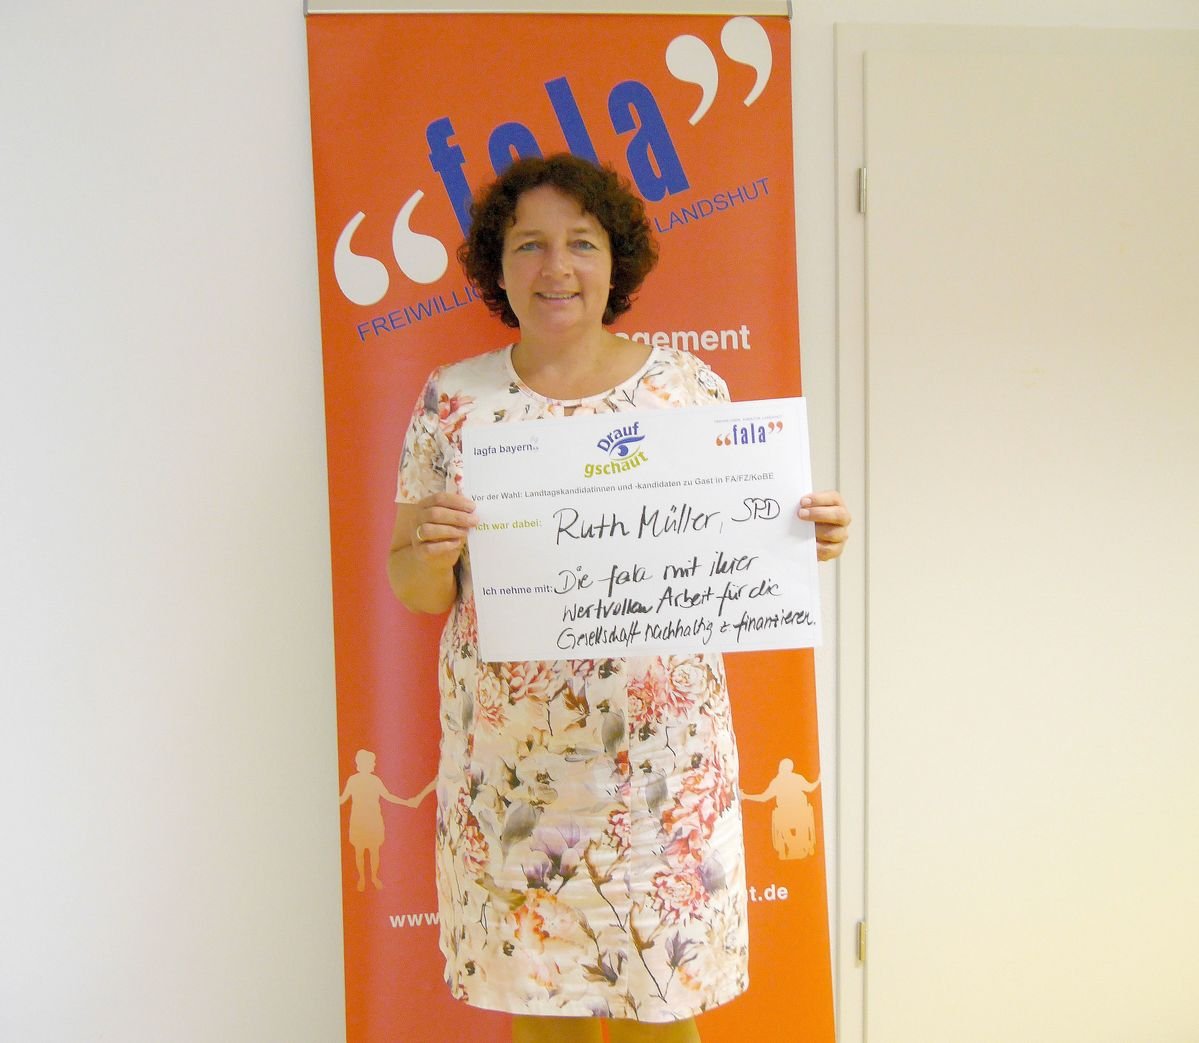 “fala”
FREIWILLIG LANDSHUT
agement
lagfa bayern e.V.
Drauf
gschaut
“fala”
Vor der Wahl: Landtagskandidatinnen und -kandidaten zu Gast in FA/FZ/KoBE
Ich war dabei: Ruth Müller, SPD
Ich nehme mit: Die fala mit ihrer
wertvollen Arbeit für die
Gesellschaft nachhaltig z finanzieren.
www t.de